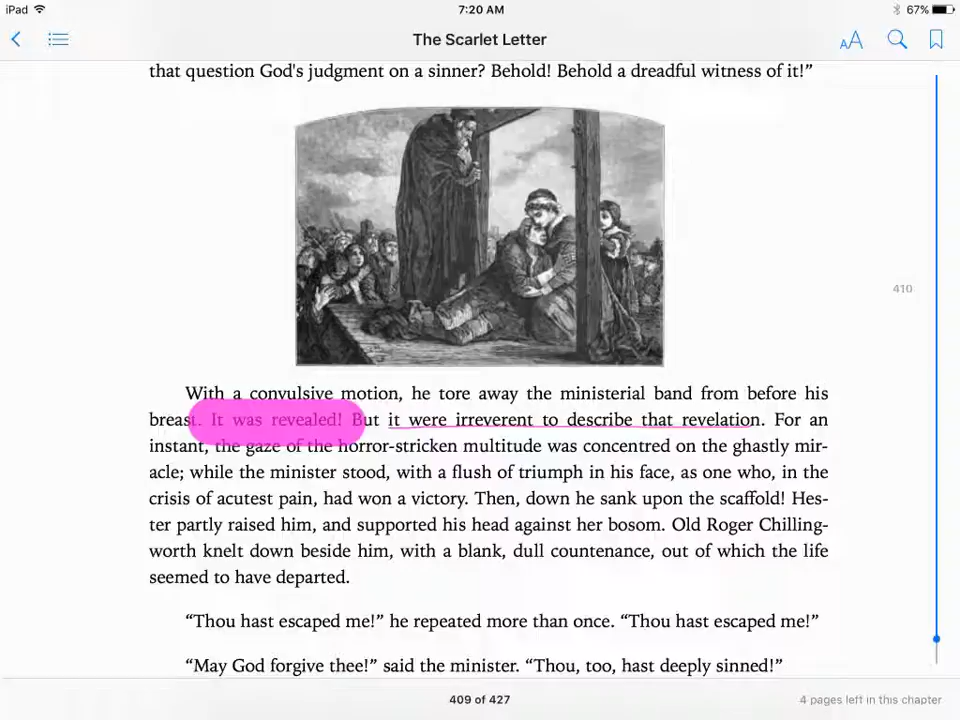 iPad 7:20 AM 67%
The Scarlet Letter AA
that question God's judgment on a sinner? Behold! Behold a dreadful witness of it!”
410
With a convulsive motion, he tore away the ministerial band from before his
breast. It was revealed! But it were irreverent to describe that revelation. For an
instant, the gaze of the horror-stricken multitude was concentred on the ghastly mir-
acle; while the minister stood, with a flush of triumph in his face, as one who, in the
crisis of acutest pain, had won a victory. Then, down he sank upon the scaffold! Hes-
ter partly raised him, and supported his head against her bosom. Old Roger Chilling-
worth knelt down beside him, with a blank, dull countenance, out of which the life
seemed to have departed.
“Thou hast escaped me!” he repeated more than once. “Thou hast escaped me!”
“May God forgive thee!” said the minister. “Thou, too, hast deeply sinned!”
409 of 427 4 pages left in this chapter